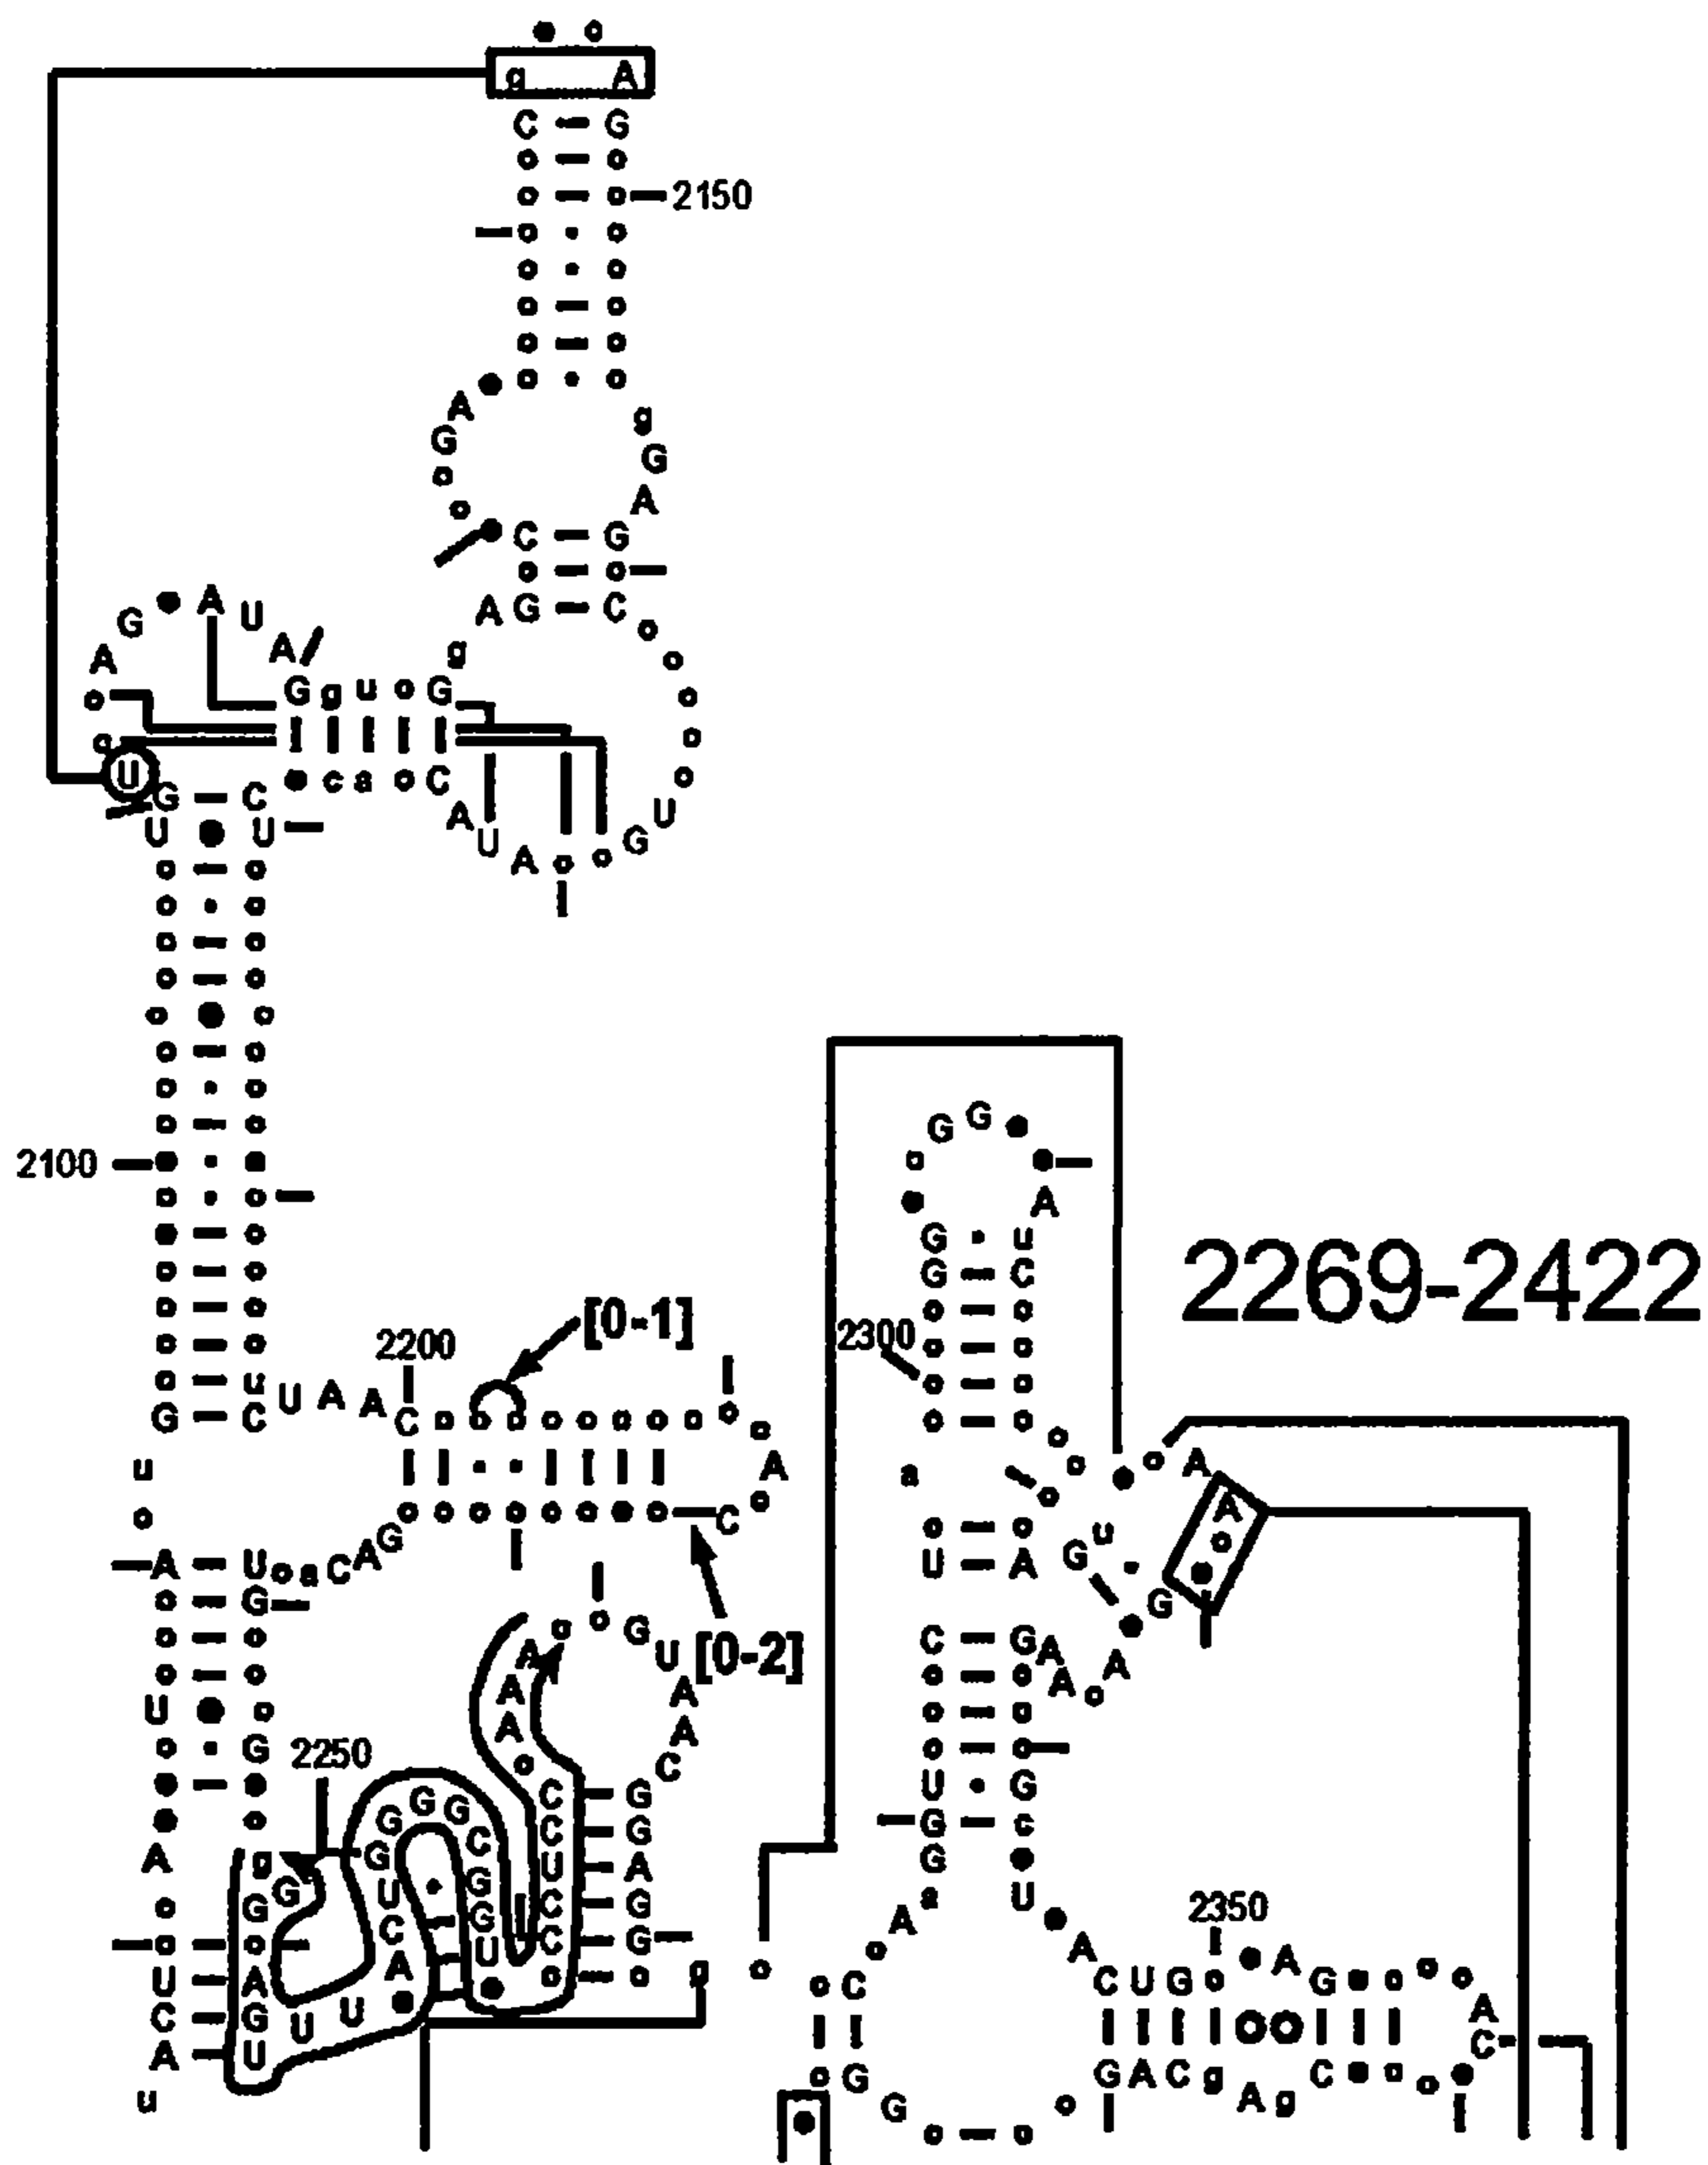 g A
C G
2150
A
G
g
G
A
C G
A G C
g
G A U A
A
G g u o G
U
G C
c a o C
U U
A U A G U
2100
G G
A
G u
G C
2269-2422
[0-1]
2200
2300
u
G C
U A A C
A
C
u
A U o a C A G
G
a
U A
A
A
G u
G
[0-2]
C G A A A
A A A
G U A A C
U
G
2250
U G
G c
G U
G G G G C G G U
C C U C C
G G A G G
A
g G G A G U
G U C A U U
U C A
u
a A
A
2350
g
C
C U G o A G
A
C
G A C g A g C
G
G